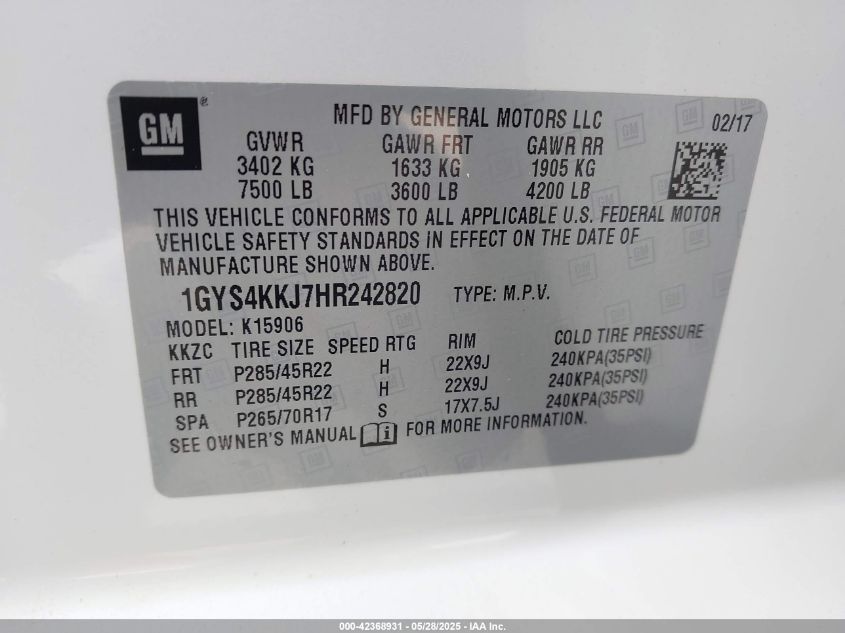 GM ®
MFD BY GENERAL MOTORS LLC 02/17
GVWR GAWR FRT GAWR RR
3402 KG 1633 KG 1905 KG
7500 LB 3600 LB 4200 LB
THIS VEHICLE CONFORMS TO ALL APPLICABLE U.S. FEDERAL MOTOR
VEHICLE SAFETY STANDARDS IN EFFECT ON THE DATE OF
MANUFACTURE SHOWN ABOVE.
1GYS4KKJ7HR242820 TYPE: M.P.V.
MODEL: K15906
KKZC TIRE SIZE SPEED RTG RIM COLD TIRE PRESSURE
FRT P285/45R22 H 22X9J 240KPA(35PSI)
RR P285/45R22 H 22X9J 240KPA(35PSI)
SPA P265/70R17 S 17X7.5J 240KPA(35PSI)
SEE OWNER'S MANUAL FOR MORE INFORMATION.
000-42368931 - 05/28/2025 - IAA Inc.